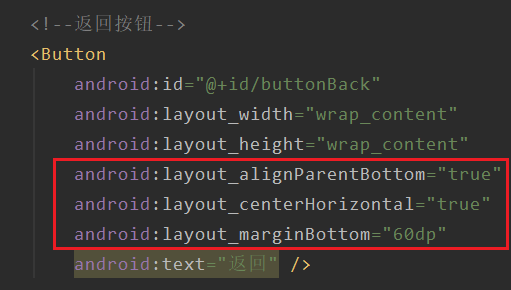 <!--返回按钮-->
<Button
android:id="@+id/buttonBack"
android:layout_width="wrap_content"
android:layout_height="wrap_content"
android:layout_alignParentBottom="true"
android:layout_centerHorizontal="true"
android:layout_marginBottom="60dp"
android:text="返回" />